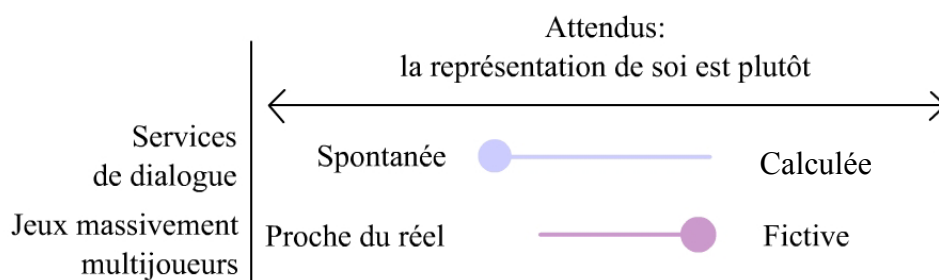 Attendus:
la représentation de soi est plutôt
Services
de dialogue
Spontanée
Calculée
Jeux massivement
multijoueurs
Proche du réel
Fictive